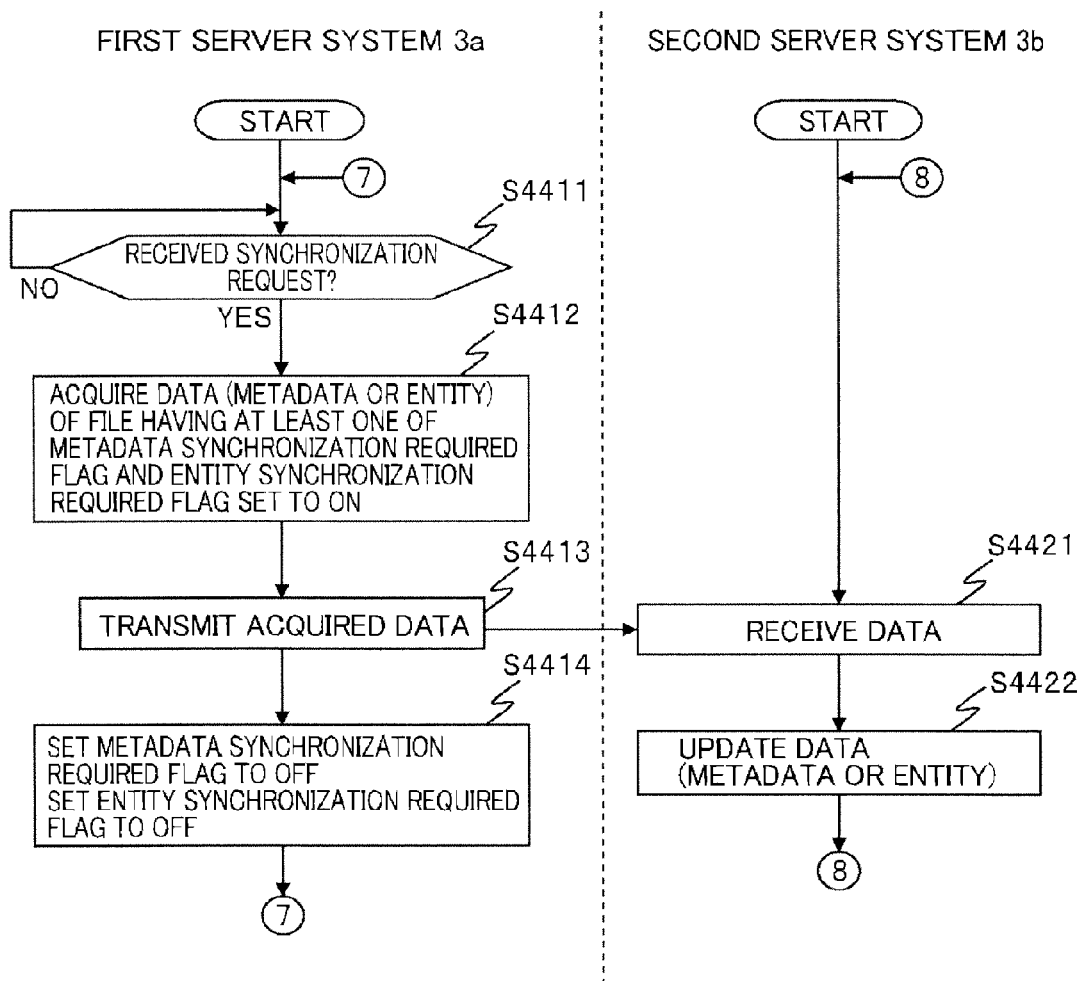 FIRST SERVER SYSTEM 3a
START
7
S4411
RECEIVED SYNCHRONIZATION
REQUEST?
NO
YES
S4412
ACQUIRE DATA (METADATA OR ENTITY)
OF FILE HAVING AT LEAST ONE OF
METADATA SYNCHRONIZATION REQUIRED
FLAG AND ENTITY SYNCHRONIZATION
REQUIRED FLAG SET TO ON
S4413
TRANSMIT ACQUIRED DATA
S4414
SET METADATA SYNCHRONIZATION
REQUIRED FLAG TO OFF
SET ENTITY SYNCHRONIZATION REQUIRED
FLAG TO OFF
7
SECOND SERVER SYSTEM 3b
START
8
S4421
RECEIVE DATA
S4422
UPDATE DATA
(METADATA OR ENTITY)
8